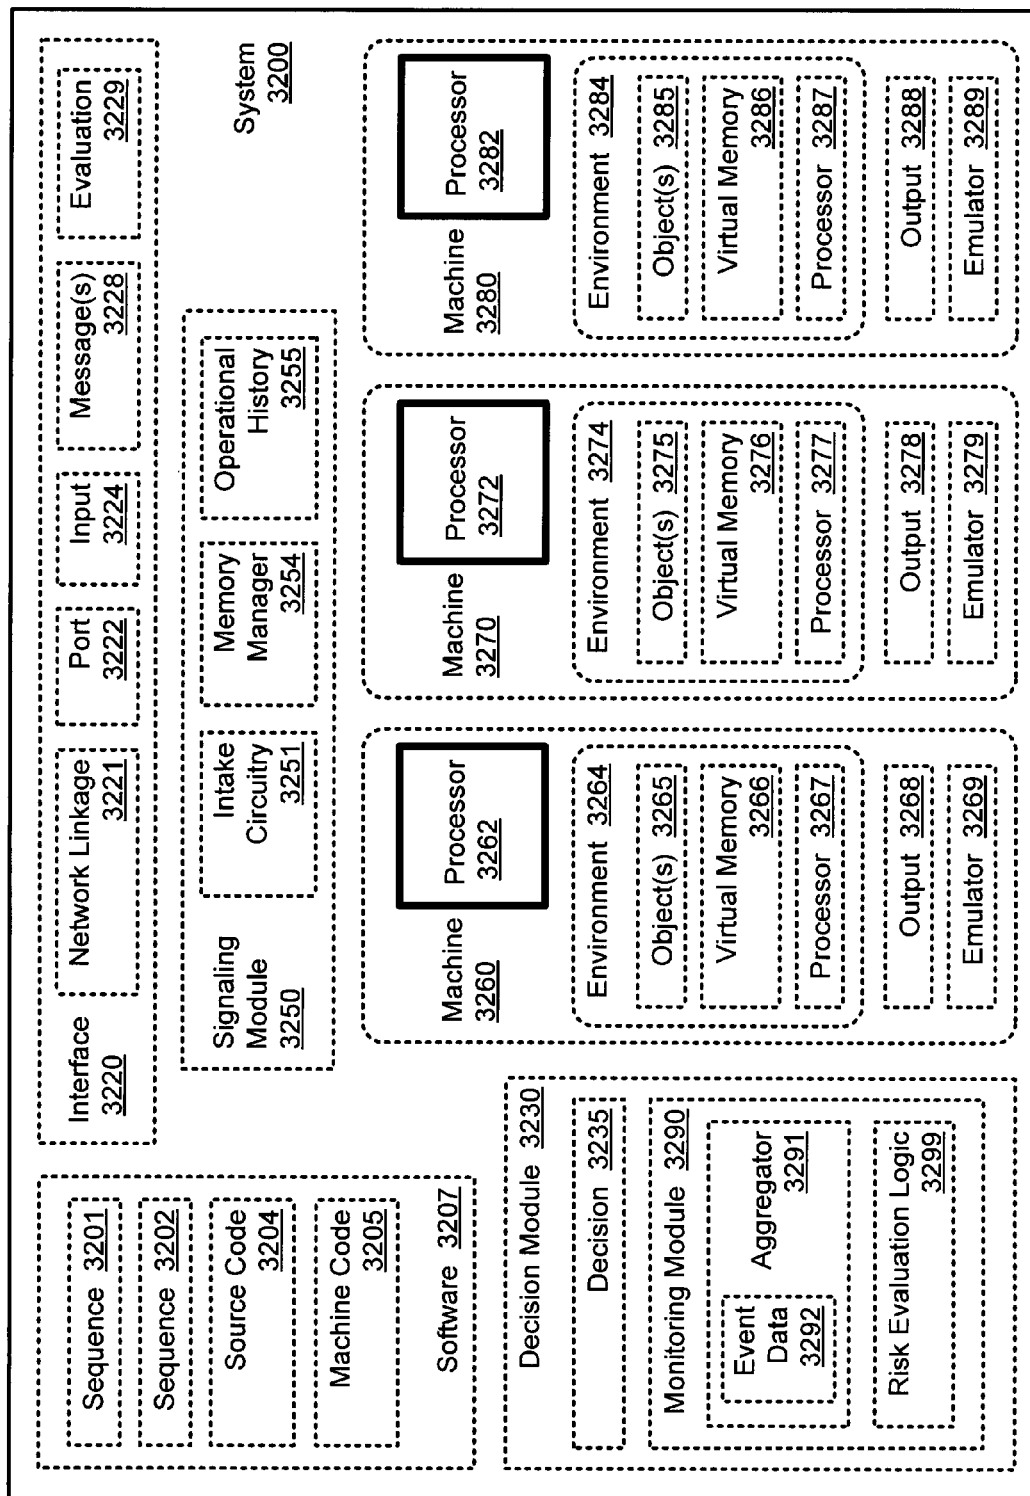 Sequence 3201
Sequence 3202
Source Code
3204
Machine Code
3205
Software 3207
Interface
3220
Network Linkage
3221
Port
3222
Input
3224
Message(s)
3228
Evaluation
3229
Signaling
Module
3250
Intake
Circuitry
3251
Memory
Manager
3254
Operational
History
3255
System
3200
Decision Module 3230
Decision 3235
Monitoring Module 3290
Event
Data
3292
Aggregator
3291
Risk Evaluation Logic
3299
Machine
3260
Processor
3262
Environment 3264
Object(s) 3265
Virtual Memory
3266
Processor 3267
Output 3268
Emulator 3269
Machine
3270
Processor
3272
Environment 3274
Object(s) 3275
Virtual Memory
3276
Processor 3277
Output 3278
Emulator 3279
Machine
3280
Processor
3282
Environment 3284
Object(s) 3285
Virtual Memory
3286
Processor 3287
Output 3288
Emulator 3289